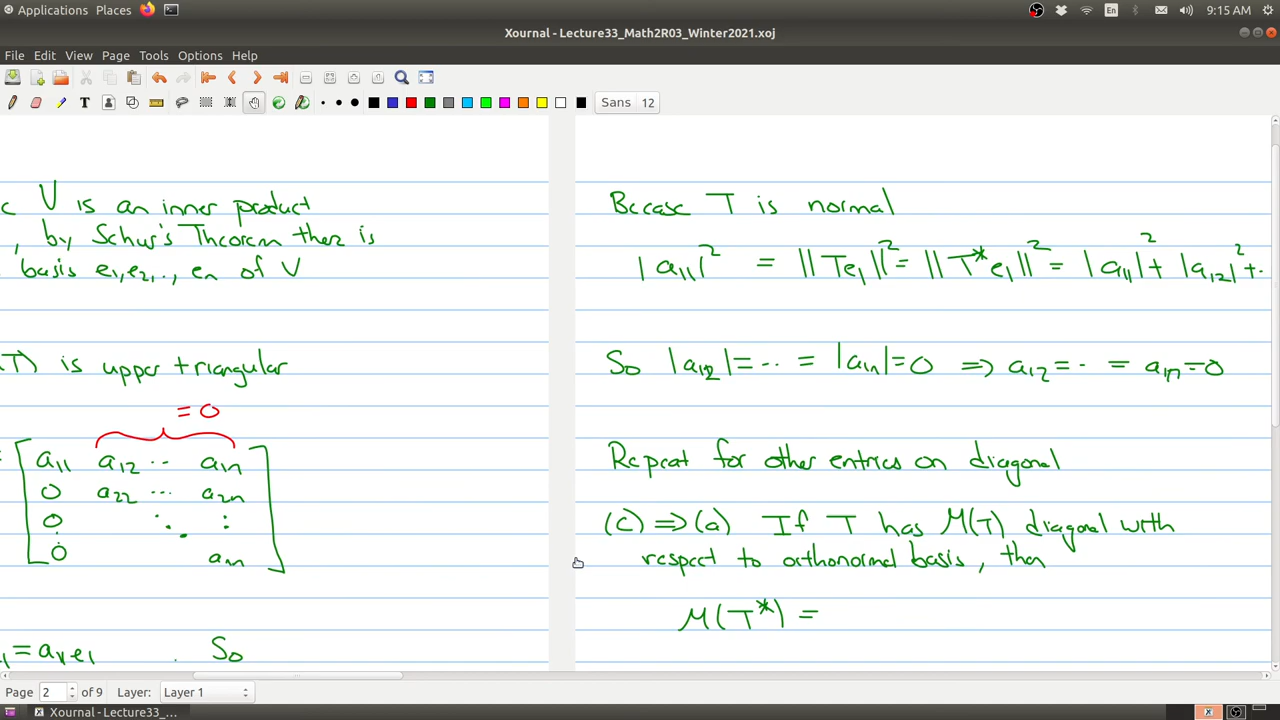 Applications Places En 9:15 AM
Xournal - Lecture33_Math2R03_Winter2021.xoj
File Edit View Page Tools Options Help
Sans 12
V is an inner product
, by Schur's Theorem there is
basis e1, e2, .., en of V
(T) is upper triangular
= 0
a11 a12 ... a1n
0 a22 ... a2n
0 ⋱ :
: 
0 ann
1 = a11e1 . So
Because T is normal
|a11|² = ||Te1||² = ||T*e1||² = |a11|² + |a12|² + .
So |a12| = ... = |a1n| = 0 ⟹ a12 = .. = a1n = 0
Repeat for other entries on diagonal
(c) ⟹ (a) If T has M(T) diagonal with
respect to orthonormal basis, then
M(T*) =
Page 2 of 9 Layer: Layer 1
Xournal - Lecture33_...